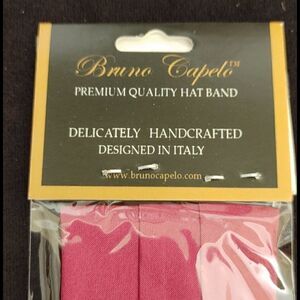 Bruno Capelo™
PREMIUM QUALITY HAT BAND
DELICATELY HANDCRAFTED
DESIGNED IN ITALY
www.brunocapelo.com